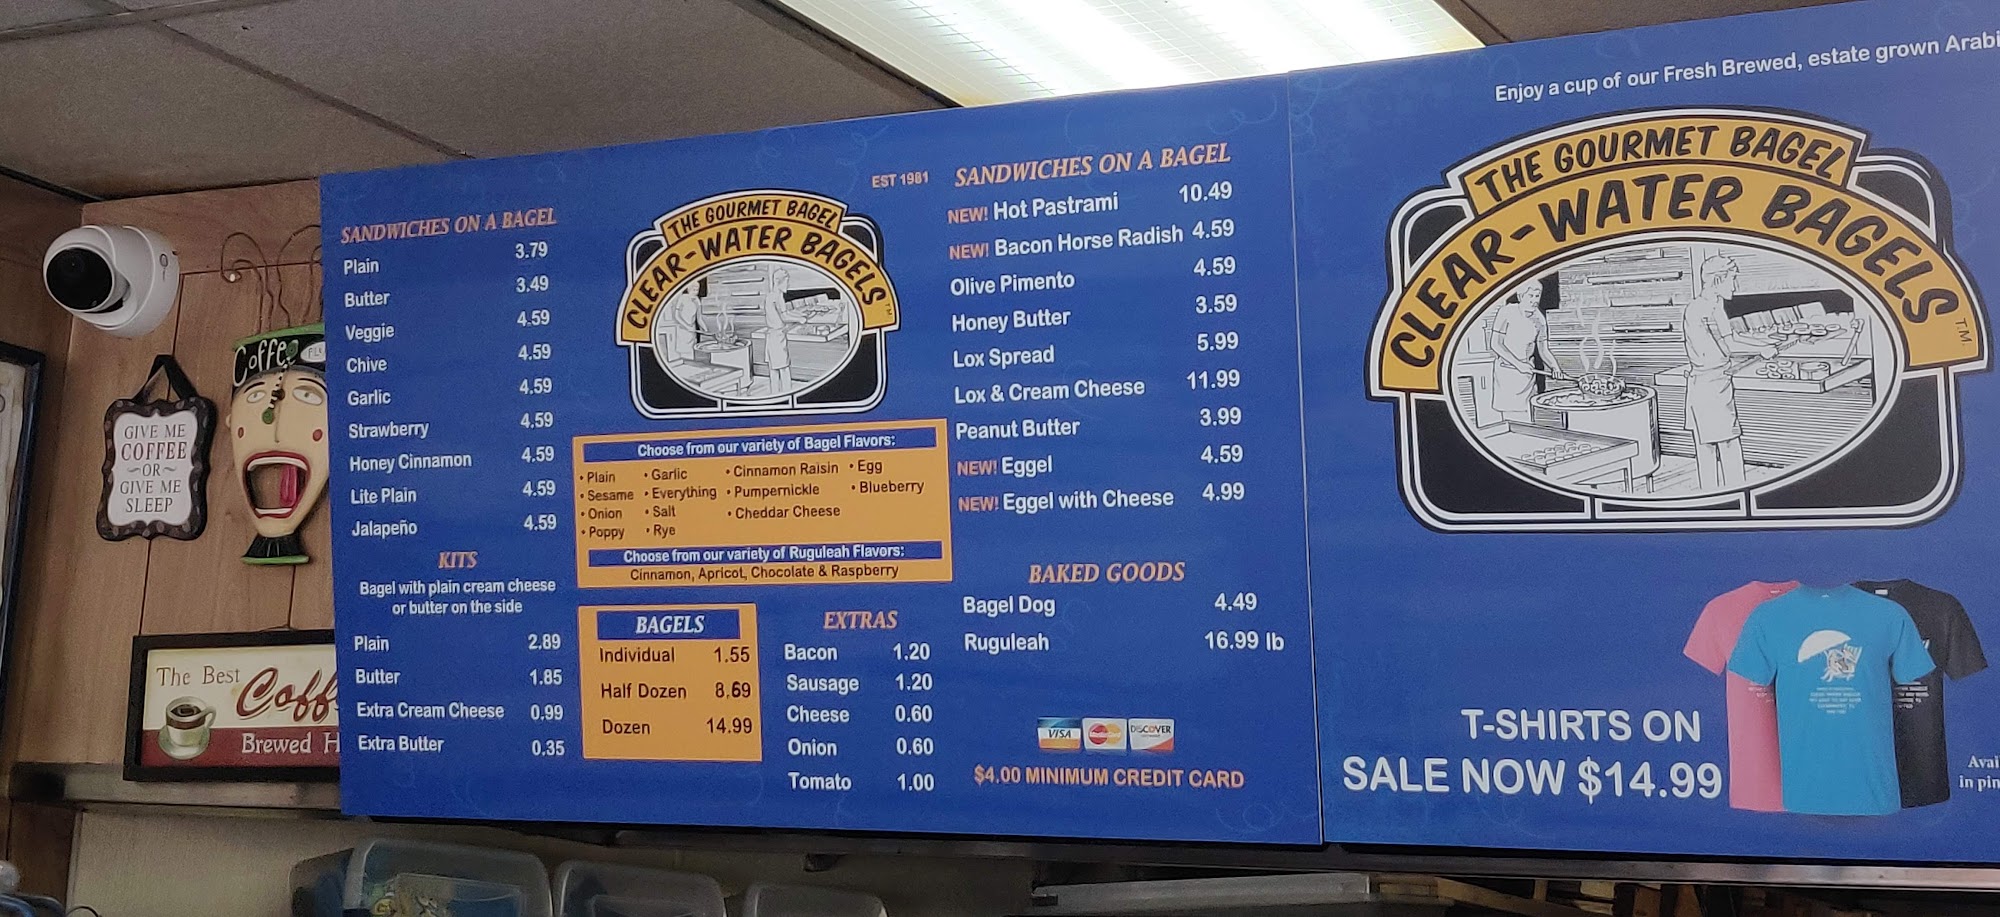 GIVE ME
COFFEE
~OR~
GIVE ME
SLEEP
Coffee
The Best
Coff
Brewed H
SANDWICHES ON A BAGEL
Plain 3.79
Butter 3.49
Veggie 4.59
Chive 4.59
Garlic 4.59
Strawberry 4.59
Honey Cinnamon 4.59
Lite Plain 4.59
Jalapeño 4.59
KITS
Bagel with plain cream cheese
or butter on the side
Plain 2.89
Butter 1.85
Extra Cream Cheese 0.99
Extra Butter 0.35
EST 1981
THE GOURMET BAGEL
CLEAR-WATER BAGELS™
Choose from our variety of Bagel Flavors:
• Plain • Garlic • Cinnamon Raisin • Egg
• Sesame • Everything • Pumpernickle • Blueberry
• Onion • Salt • Cheddar Cheese
• Poppy • Rye
Choose from our variety of Ruguleah Flavors:
Cinnamon, Apricot, Chocolate & Raspberry
BAGELS
Individual 1.55
Half Dozen 8.69
Dozen 14.99
EXTRAS
Bacon 1.20
Sausage 1.20
Cheese 0.60
Onion 0.60
Tomato 1.00
SANDWICHES ON A BAGEL
NEW! Hot Pastrami 10.49
NEW! Bacon Horse Radish 4.59
Olive Pimento 4.59
Honey Butter 3.59
Lox Spread 5.99
Lox & Cream Cheese 11.99
Peanut Butter 3.99
NEW! Eggel 4.59
NEW! Eggel with Cheese 4.99
BAKED GOODS
Bagel Dog 4.49
Ruguleah 16.99 lb
VISA MasterCard DISCOVER
$4.00 MINIMUM CREDIT CARD
Enjoy a cup of our Fresh Brewed, estate grown Arabi
THE GOURMET BAGEL
CLEAR-WATER BAGELS™
T-SHIRTS ON
SALE NOW $14.99
Avai
in pin